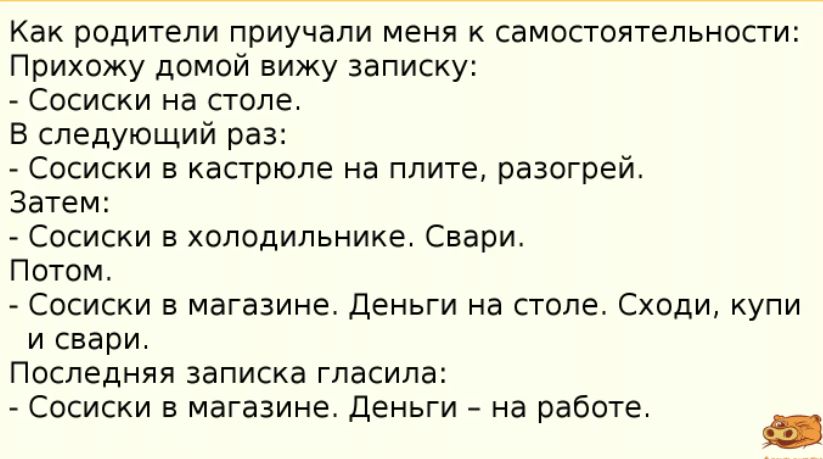 Как родители приучали меня к самостоятельности:
Прихожу домой вижу записку:
- Сосиски на столе.
В следующий раз:
- Сосиски в кастрюле на плите, разогрей.
Затем:
- Сосиски в холодильнике. Свари.
Потом.
- Сосиски в магазине. Деньги на столе. Сходи, купи
и свари.
Последняя записка гласила:
- Сосиски в магазине. Деньги – на работе.